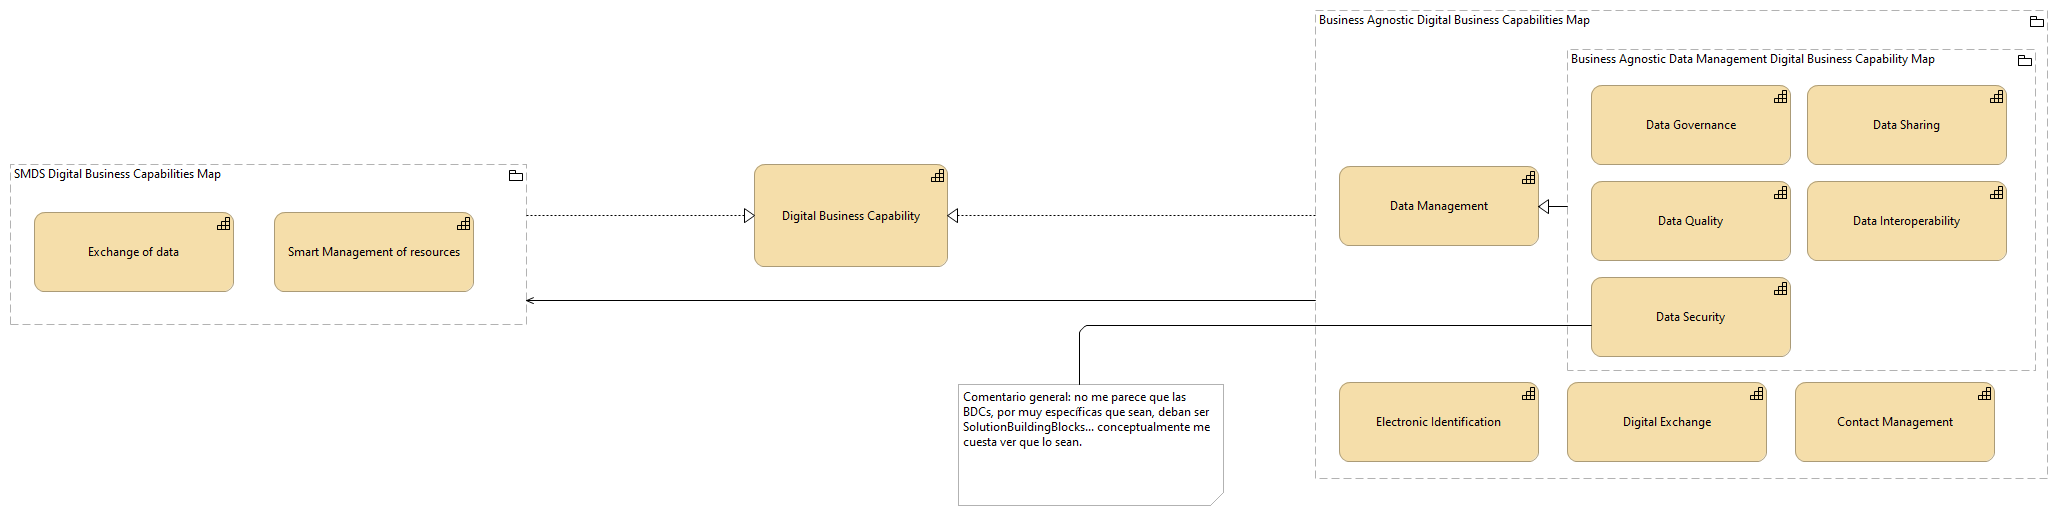 Business Agnostic Digital Business Capabilities Map
Business Agnostic Data Management Digital Business Capability Map
Data Governance
Data Sharing
SMDS Digital Business Capabilities Map
Digital Business Capability
Data Management
Data Quality
Data Interoperability
Exchange of data
Smart Management of resources
Data Security
Comentario general: no me parece que las
BDCs, por muy específicas que sean, deban ser
SolutionBuildingBlocks... conceptualmente me
cuesta ver que lo sean.
Electronic Identification
Digital Exchange
Contact Management